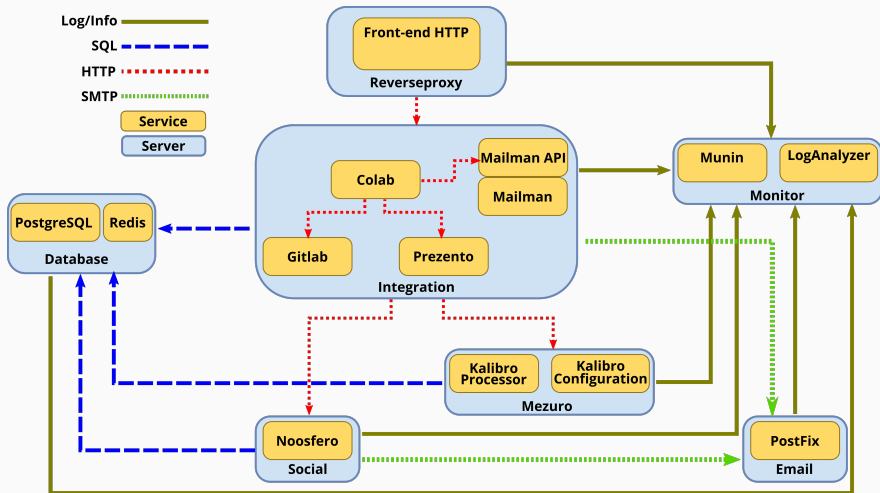 Log/Info
SQL
HTTP
SMTP
Service
Server
Front-end HTTP
Reverseproxy
Mailman API
Mailman
Colab
Gitlab
Prezento
Integration
Munin
LogAnalyzer
Monitor
PostgreSQL
Redis
Database
Kalibro
Processor
Kalibro
Configuration
Mezuro
Noosfero
Social
PostFix
Email